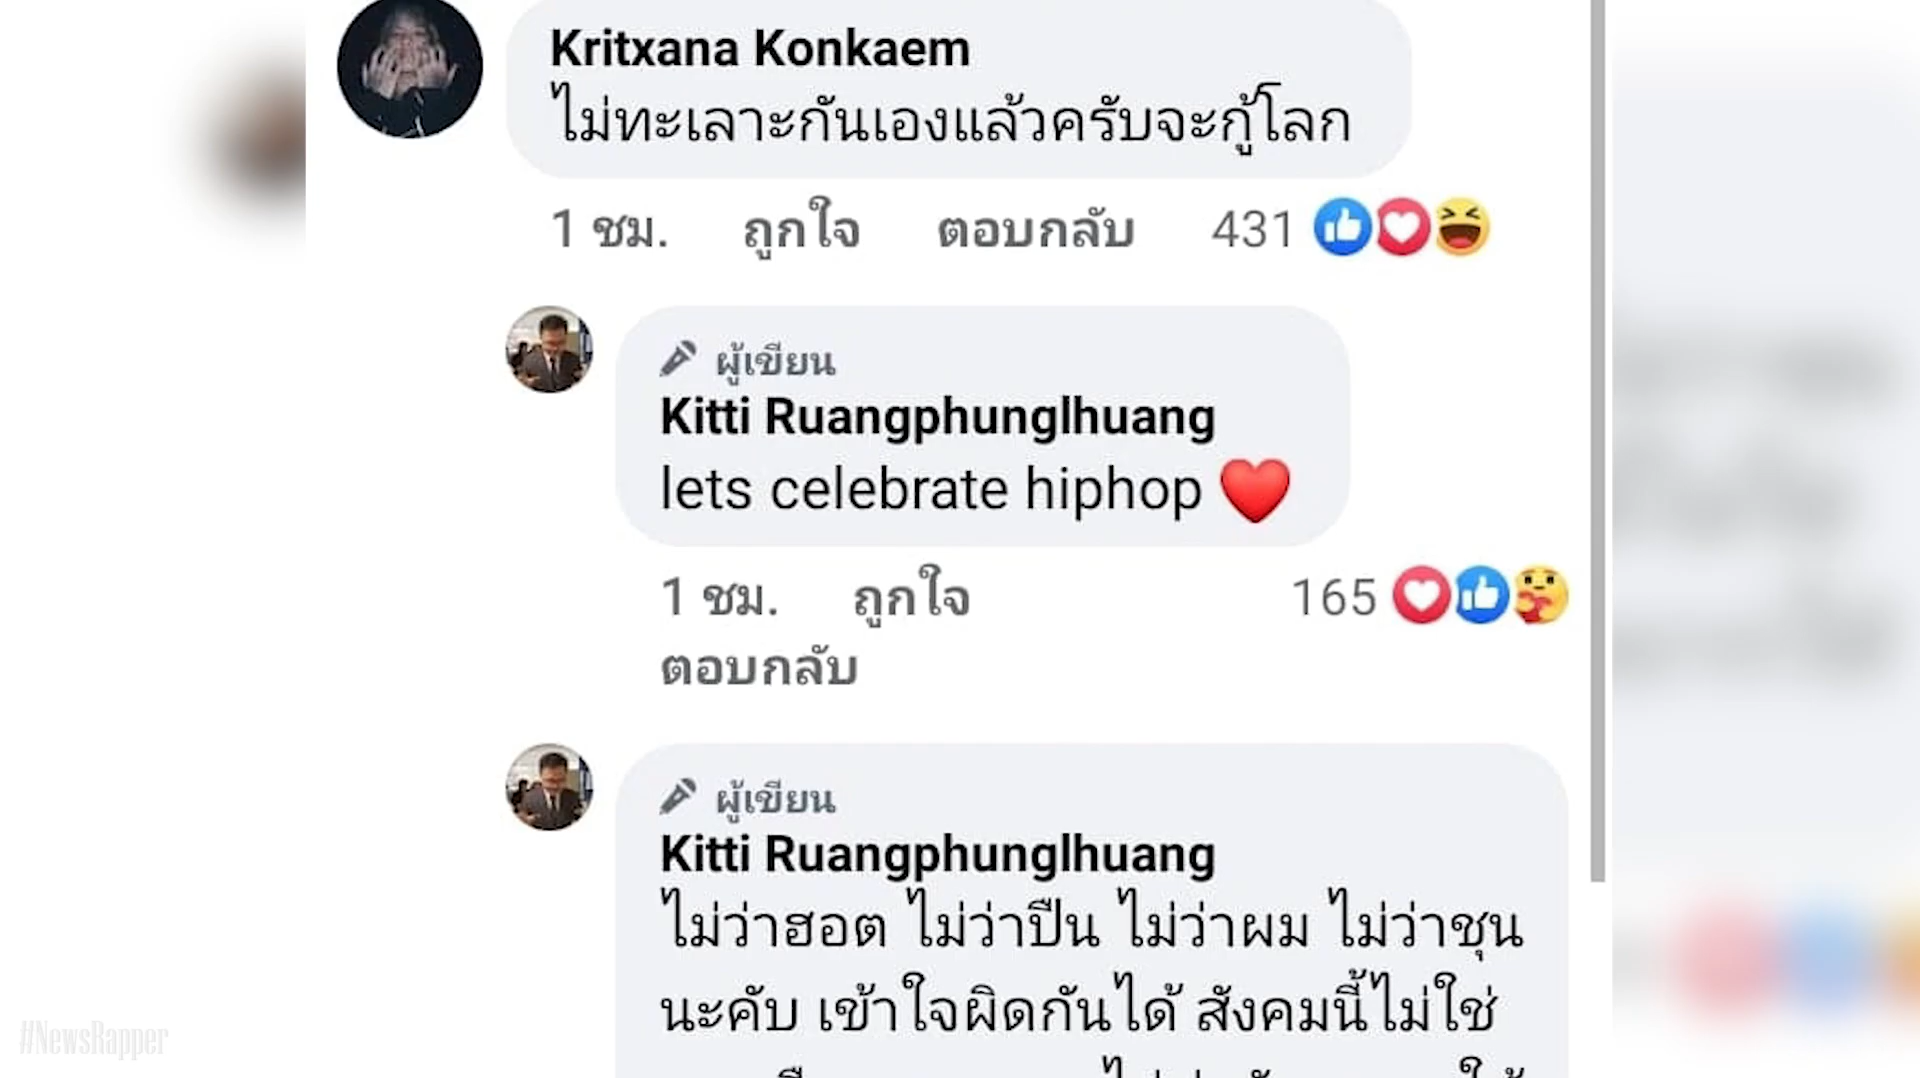 Kritxana Konkaem
ไม่ทะเลาะกันเองแล้วครับจะกู้โลก
1 ชม. ถูกใจ ตอบกลับ 431
ผู้เขียน
Kitti Ruangphunglhuang
lets celebrate hiphop ❤️
1 ชม. ถูกใจ 165
ตอบกลับ
ผู้เขียน
Kitti Ruangphunglhuang
ไม่ว่าฮอต ไม่ว่าปืน ไม่ว่าผม ไม่ว่าชุน
นะคับ เข้าใจผิดกันได้ สังคมนี้ไม่ใช่
#NewsRapper